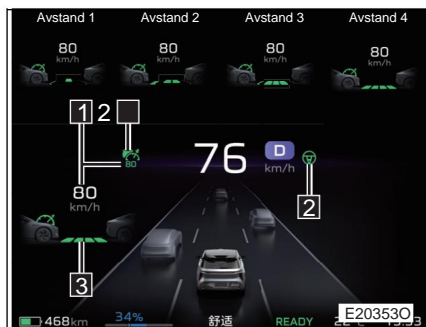 Avstand 1 Avstand 2 Avstand 3 Avstand 4
80 80 80 80
km/h km/h km/h km/h
1 2
80
76 D
km/h
80
km/h
2
3
468km 34% 舒适 READY
E20353O